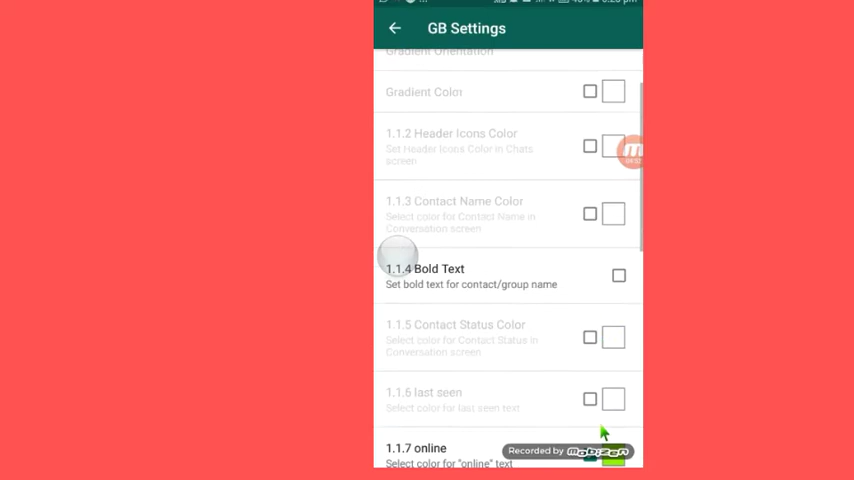 GB Settings
Gradient Orientation
Gradient Color
1.1.2 Header Icons Color
Set Header Icons Color in Chats
screen
1.1.3 Contact Name Color
Select color for Contact Name in
Conversation screen
1.1.4 Bold Text
Set bold text for contact/group name
1.1.5 Contact Status Color
Select color for Contact Status in
Conversation screen
1.1.6 last seen
Select color for last seen text
1.1.7 online
Select color for "online" text
Recorded by mobizen